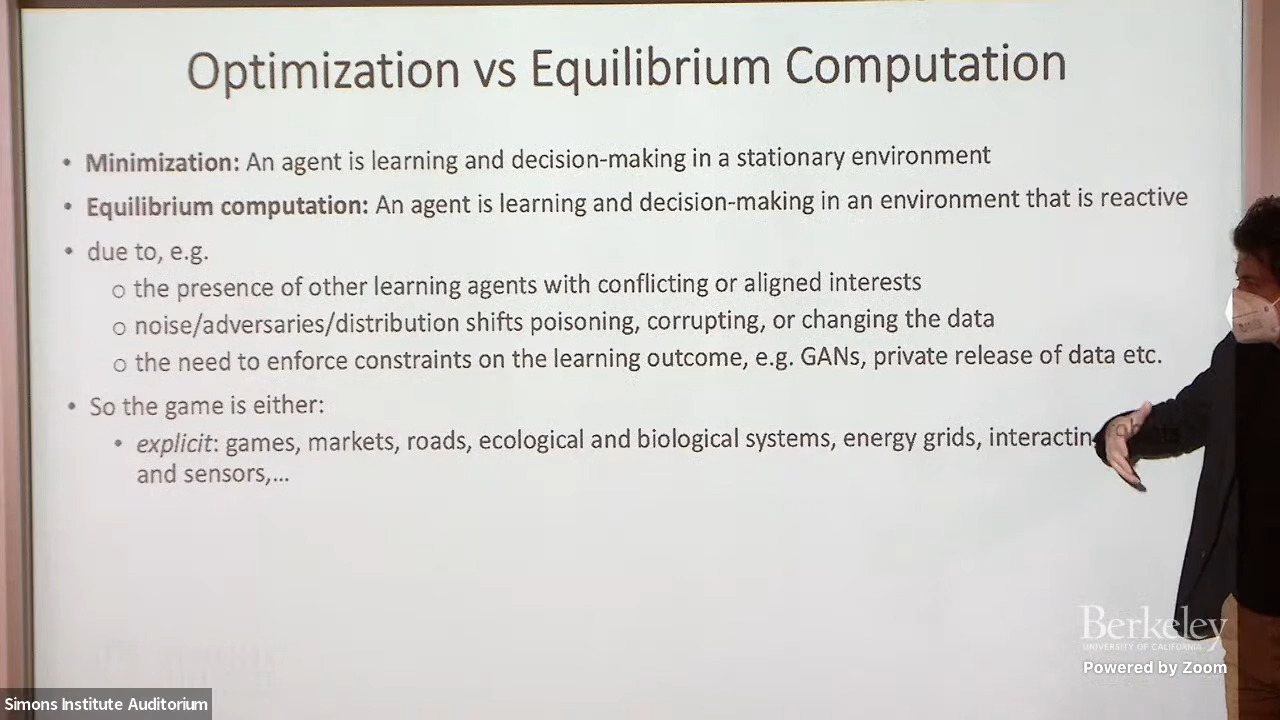 Optimization vs Equilibrium Computation
• Minimization: An agent is learning and decision-making in a stationary environment
• Equilibrium computation: An agent is learning and decision-making in an environment that is reactive
• due to, e.g.
o the presence of other learning agents with conflicting or aligned interests
o noise/adversaries/distribution shifts poisoning, corrupting, or changing the data
o the need to enforce constraints on the learning outcome, e.g. GANs, private release of data etc.
• So the game is either:
• explicit: games, markets, roads, ecological and biological systems, energy grids, interactin
and sensors,...
Berkeley
UNIVERSITY OF CALIFORNIA
Powered by Zoom
Simons Institute Auditorium